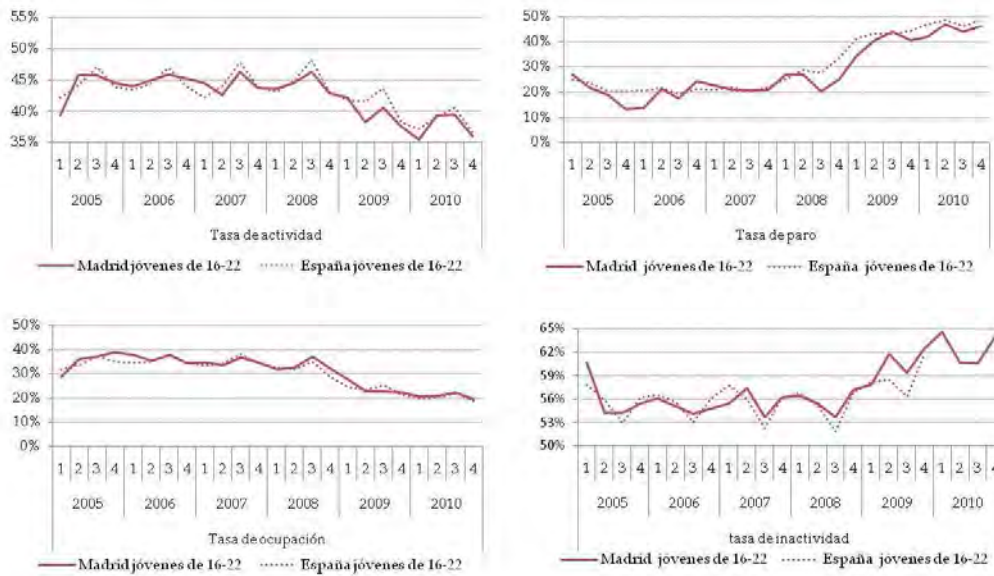 55%
50%
45%
40%
35%
1 2 3 4 1 2 3 4 1 2 3 4 1 2 3 4 1 2 3 4 1 2 3 4
2005 2006 2007 2008 2009 2010
Tasa de actividad
Madrid jóvenes de 16-22 España jóvenes de 16-22
50%
40%
30%
20%
10%
0%
1 2 3 4 1 2 3 4 1 2 3 4 1 2 3 4 1 2 3 4 1 2 3 4
2005 2006 2007 2008 2009 2010
Tasa de paro
Madrid jóvenes de 16-22 España jóvenes de 16-22
50%
40%
30%
20%
10%
0%
1 2 3 4 1 2 3 4 1 2 3 4 1 2 3 4 1 2 3 4 1 2 3 4
2005 2006 2007 2008 2009 2010
Tasa de ocupación
Madrid jóvenes de 16-22 España jóvenes de 16-22
65%
62%
59%
56%
53%
50%
1 2 3 4 1 2 3 4 1 2 3 4 1 2 3 4 1 2 3 4 1 2 3 4
2005 2006 2007 2008 2009 2010
tasa de inactividad
Madrid jóvenes de 16-22 España jóvenes de 16-22